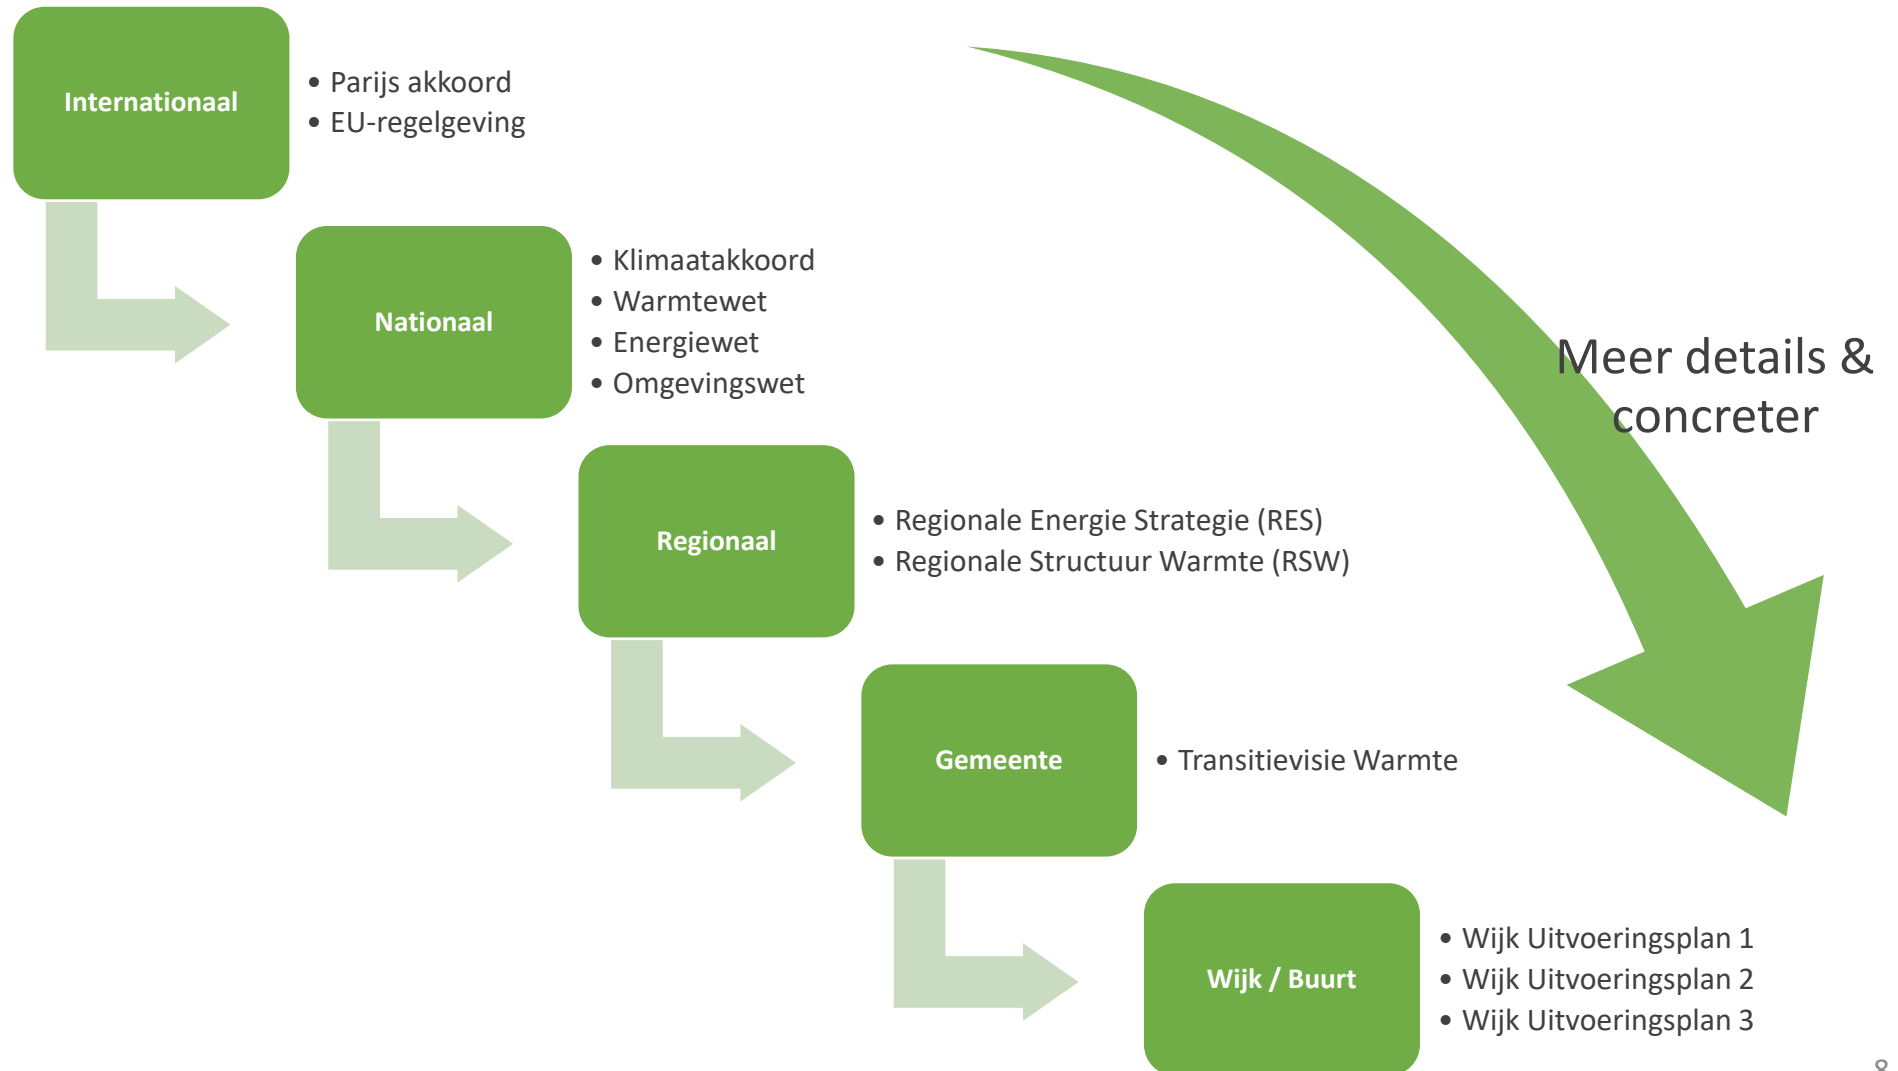 Internationaal
• Parijs akkoord
• EU-regelgeving
Nationaal
• Klimaatakkoord
• Warmtewet
• Energiewet
• Omgevingswet
Meer details &
concreter
Regionaal
• Regionale Energie Strategie (RES)
• Regionale Structuur Warmte (RSW)
Gemeente
• Transitievisie Warmte
Wijk / Buurt
• Wijk Uitvoeringsplan 1
• Wijk Uitvoeringsplan 2
• Wijk Uitvoeringsplan 3
8